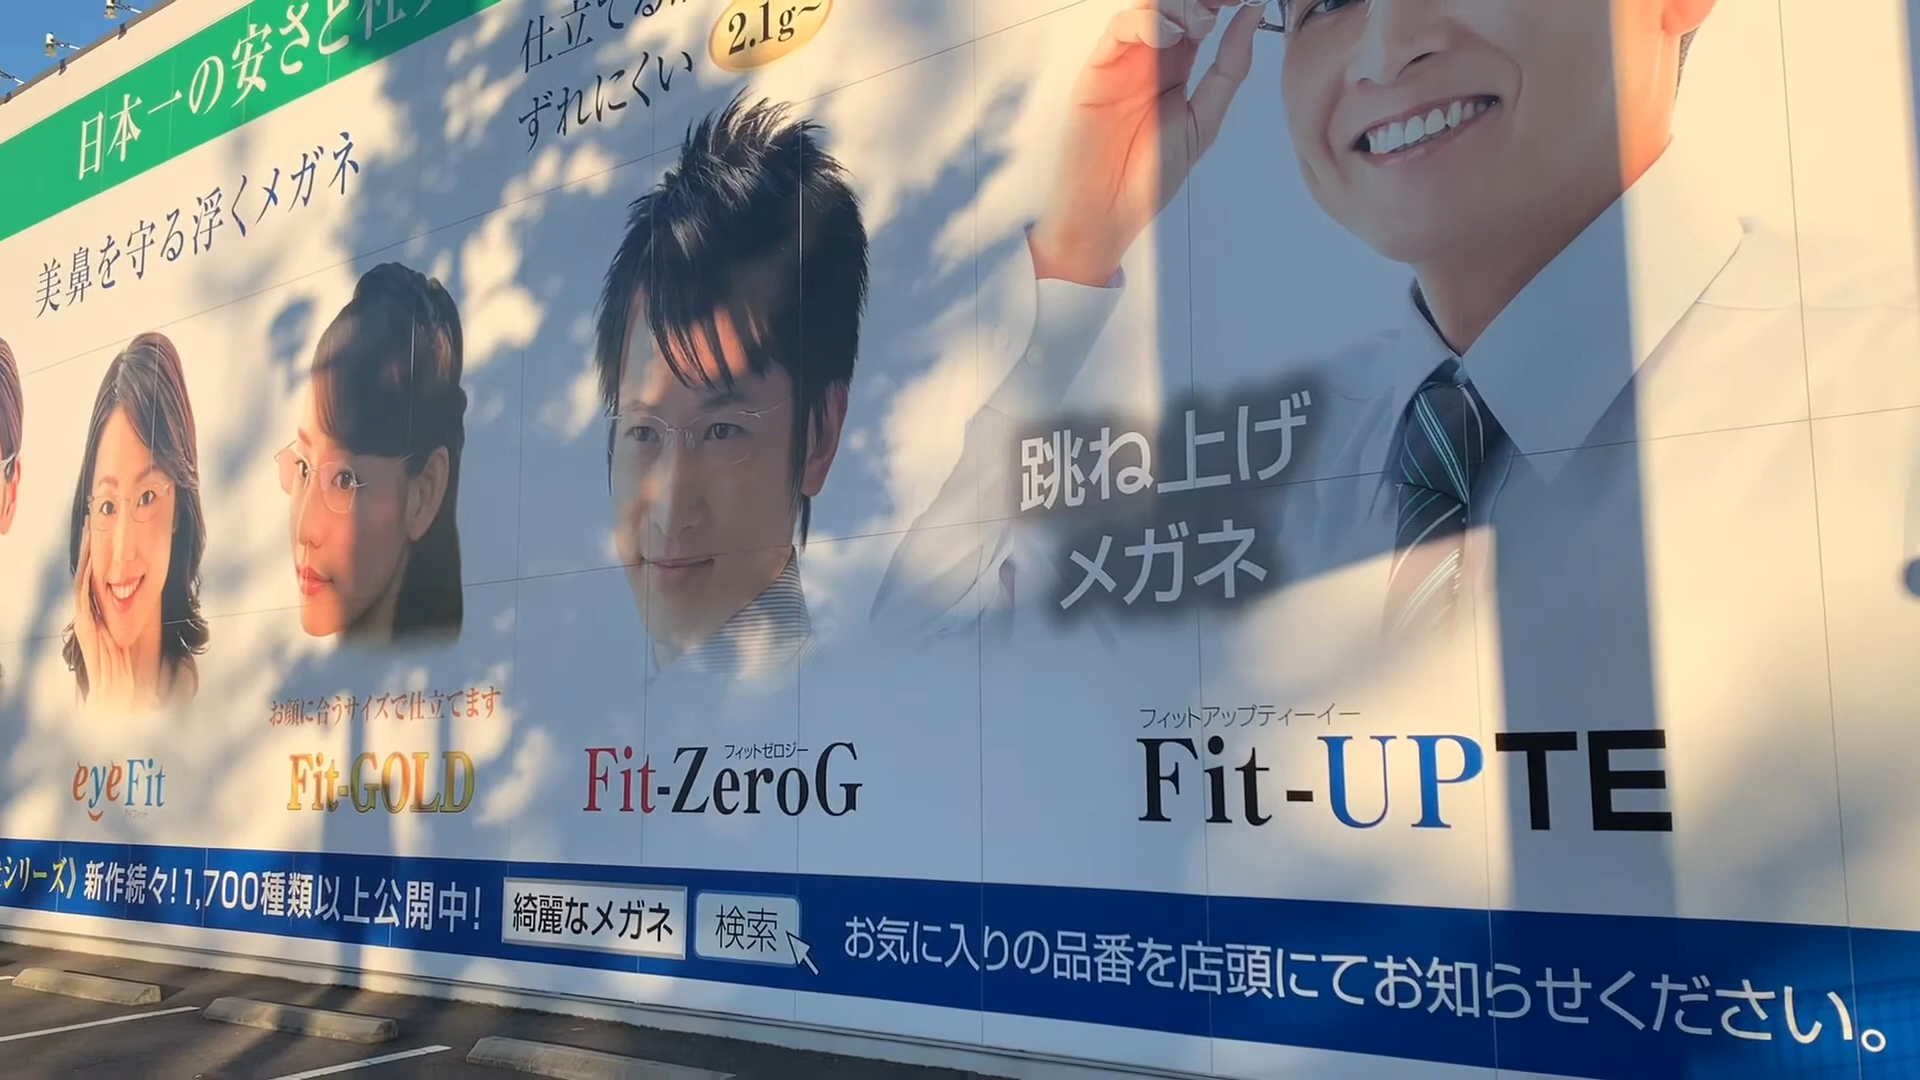 日本一の安さと
仕立てる
ずれにくい
2.1g~
美鼻を守る浮くメガネ
跳ね上げ
メガネ
お顔に合うサイズで仕立てます
eyeFit
Fit-GOLD
フィットゼロジー
Fit-ZeroG
フィットアップティーイー
Fit-UPTE
シリーズ》新作続々!1,700種類以上公開中!
綺麗なメガネ
検索
お気に入りの品番を店頭にてお知らせください。